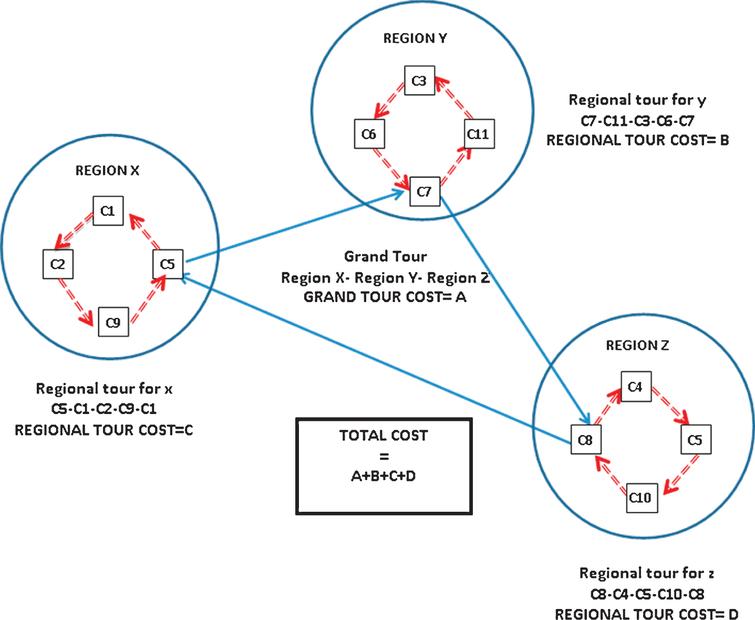 REGION Y
C3
C6
C11
C7
Regional tour for y
C7-C11-C3-C6-C7
REGIONAL TOUR COST= B
REGION X
C1
C2
C5
C9
Regional tour for x
C5-C1-C2-C9-C1
REGIONAL TOUR COST=C
Grand Tour
Region X- Region Y- Region Z
GRAND TOUR COST= A
TOTAL COST
=
A+B+C+D
REGION Z
C4
C8
C5
C10
Regional tour for z
C8-C4-C5-C10-C8
REGIONAL TOUR COST= D